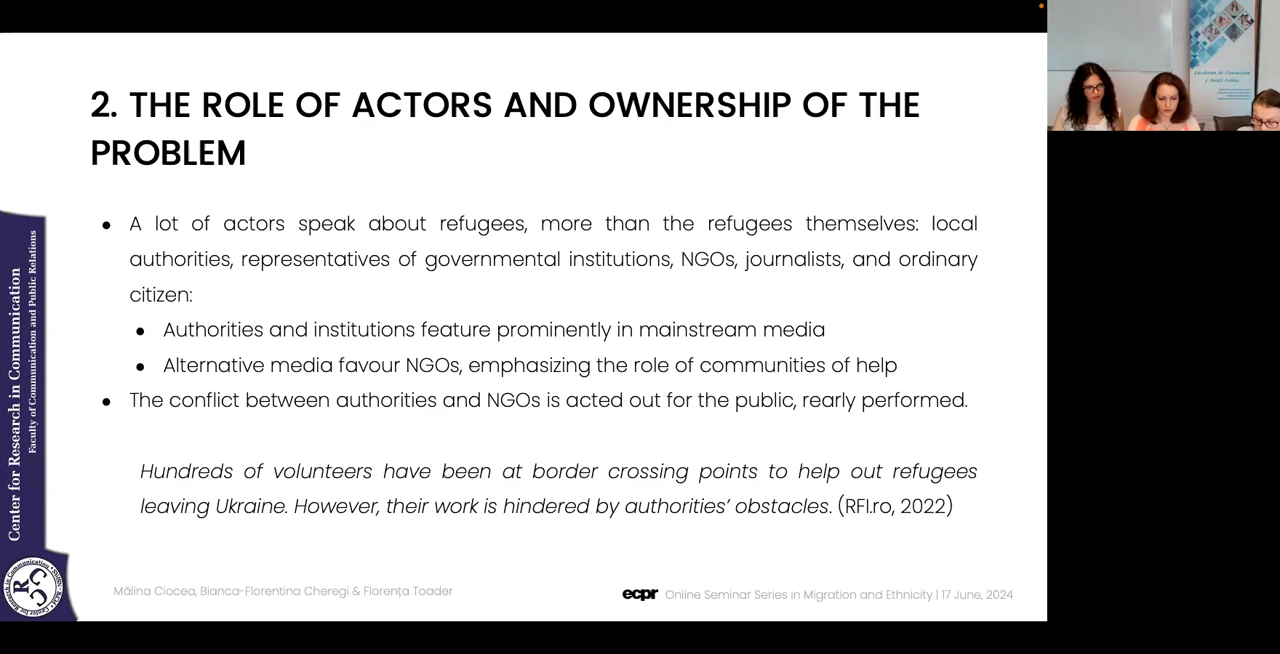 2. THE ROLE OF ACTORS AND OWNERSHIP OF THE
PROBLEM
● A lot of actors speak about refugees, more than the refugees themselves: local
authorities, representatives of governmental institutions, NGOs, journalists, and ordinary
citizen:
● Authorities and institutions feature prominently in mainstream media
● Alternative media favour NGOs, emphasizing the role of communities of help
● The conflict between authorities and NGOs is acted out for the public, rearly performed.
Hundreds of volunteers have been at border crossing points to help out refugees
leaving Ukraine. However, their work is hindered by authorities' obstacles. (RFI.ro, 2022)
Center for Research in Communication
Faculty of Communication and Public Relations
Mălina Ciocea, Bianca-Florentina Cheregi & Florența Toader
ecpr Online Seminar Series in Migration and Ethnicity | 17 June, 2024
Facultatea de Comunicare
și Relații Publice